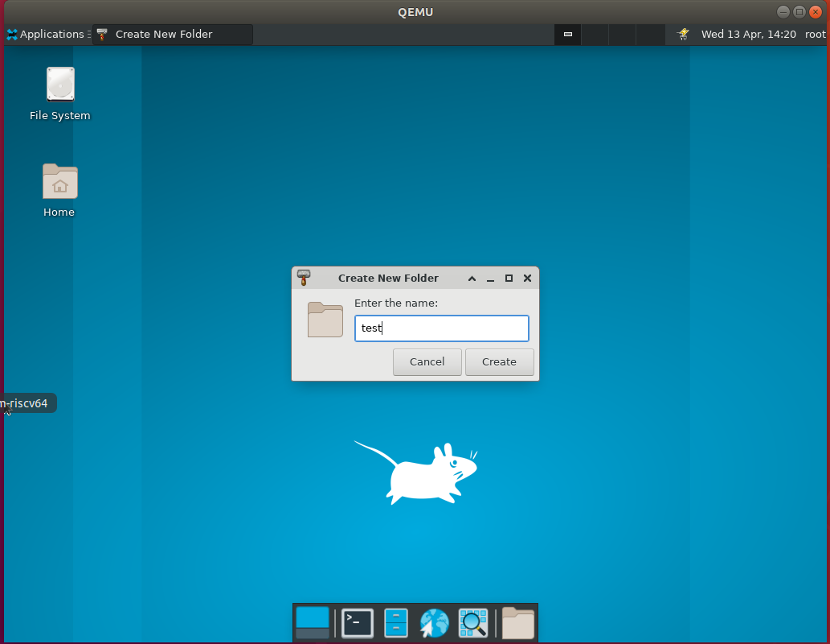 QEMU
Applications
Create New Folder
Wed 13 Apr, 14:20
root
File System
Home
Create New Folder
Enter the name:
test
Cancel
Create
-riscv64
>-